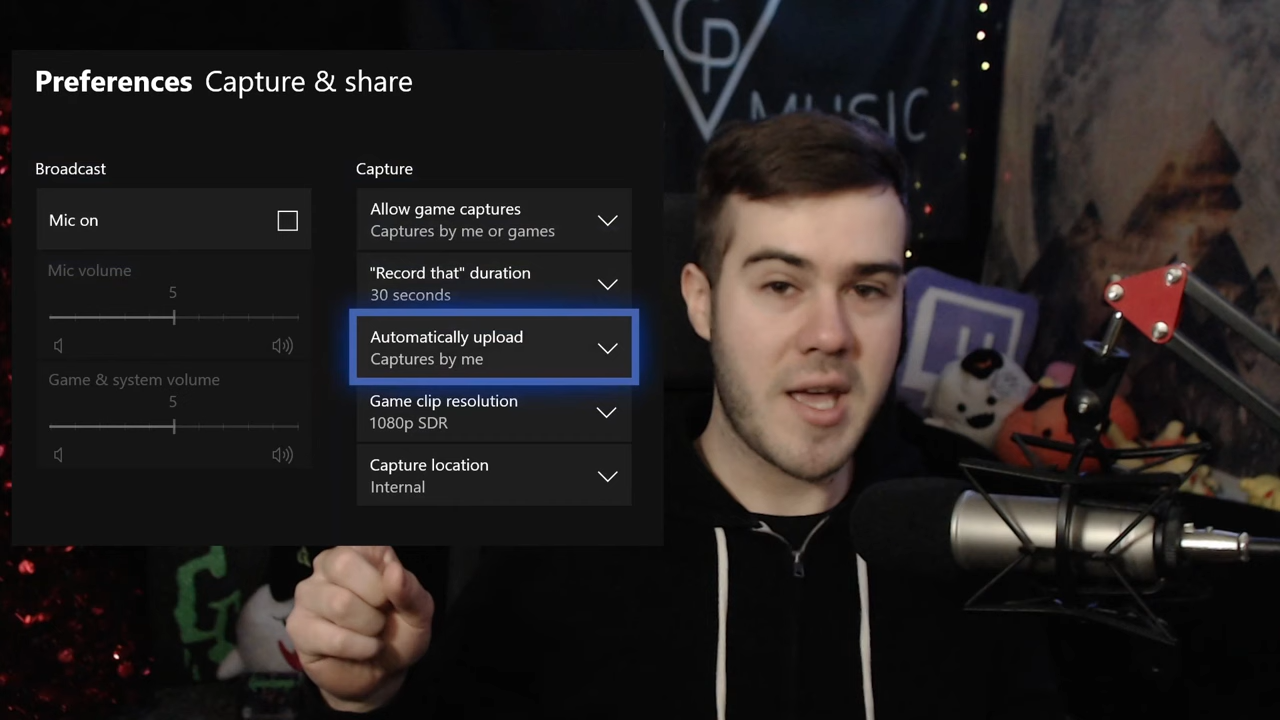 GP
MUSIC
Preferences Capture & share
Broadcast
Mic on
Mic volume
5
Game & system volume
5
Capture
Allow game captures
Captures by me or games
"Record that" duration
30 seconds
Automatically upload
Captures by me
Game clip resolution
1080p SDR
Capture location
Internal
G